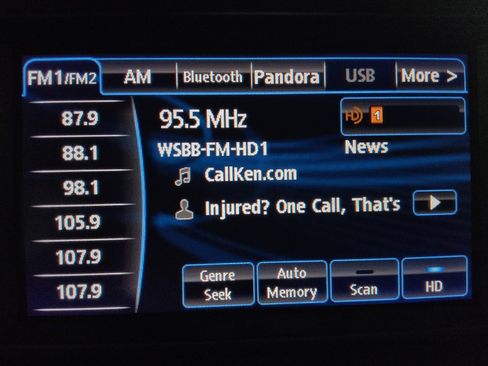 FM1/FM2 AM Bluetooth Pandora USB More >
87.9
88.1
98.1
105.9
107.9
107.9
95.5 MHz
HD 1
WSBB-FM-HD1
News
CallKen.com
Injured? One Call, That's
Genre Seek
Auto Memory
Scan
HD